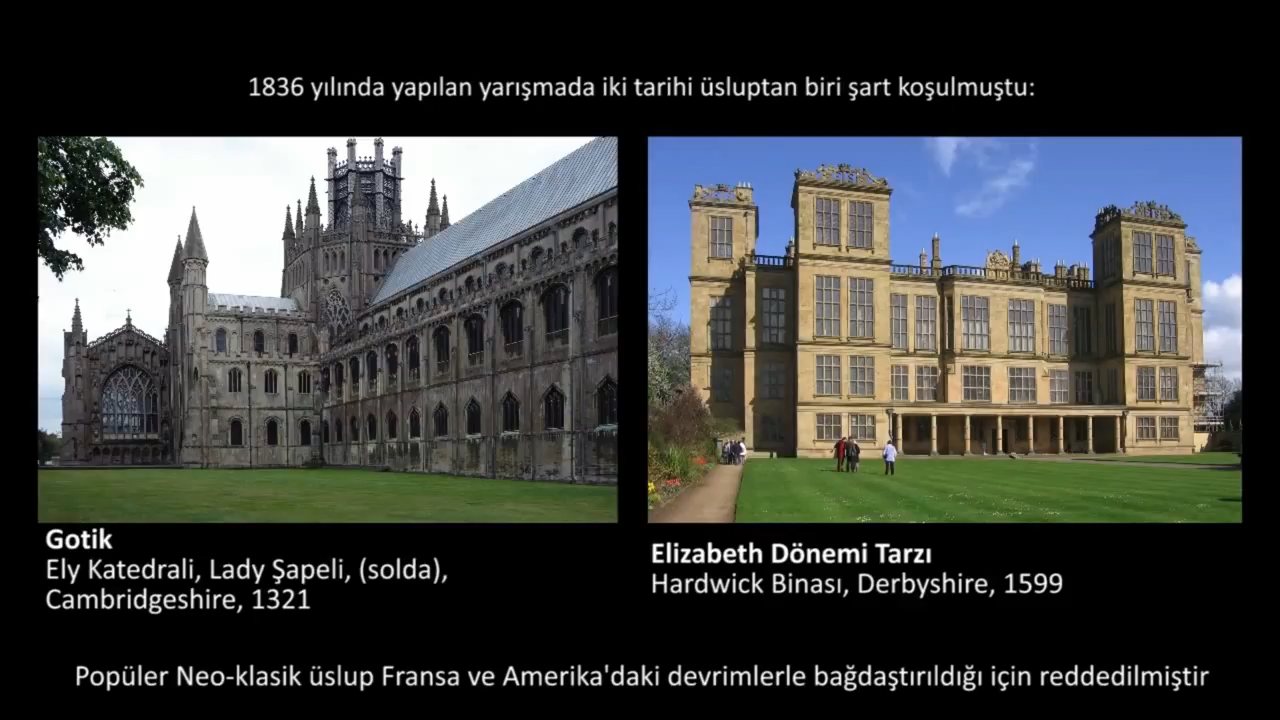 1836 yılında yapılan yarışmada iki tarihi üsluptan biri şart koşulmuştu:
Gotik
Ely Katedrali, Lady Şapeli, (solda),
Cambridgeshire, 1321
Elizabeth Dönemi Tarzı
Hardwick Binası, Derbyshire, 1599
Popüler Neo-klasik üslup Fransa ve Amerika'daki devrimlerle bağdaştırıldığı için reddedilmiştir